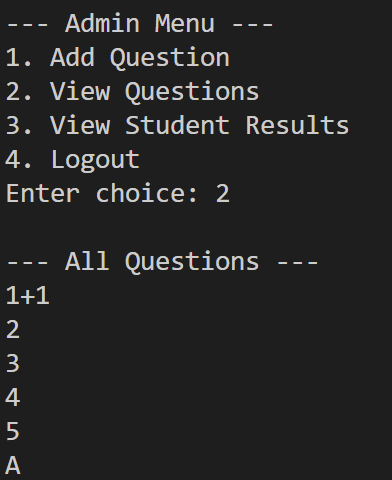 --- Admin Menu ---
1. Add Question
2. View Questions
3. View Student Results
4. Logout
Enter choice: 2
--- All Questions ---
1+1
2
3
4
5
A